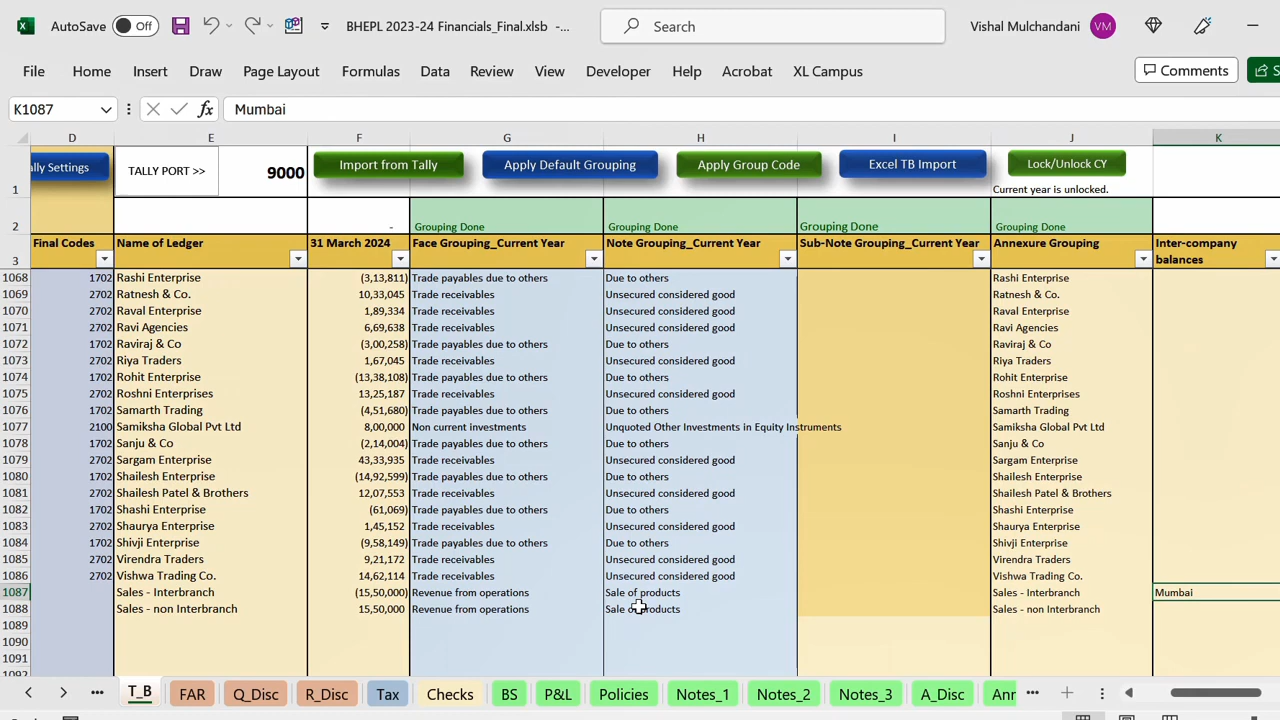 AutoSave Off BHEPL 2023-24 Financials_Final.xlsb -... Search Vishal Mulchandani VM
File Home Insert Draw Page Layout Formulas Data Review View Developer Help Acrobat XL Campus Comments S
K1087 fx Mumbai
D E F G H I J K
ally Settings TALLY PORT >> 9000 Import from Tally Apply Default Grouping Apply Group Code Excel TB Import Lock/Unlock CY
1 Current year is unlocked.
2 - Grouping Done Grouping Done Grouping Done Grouping Done
3 Final Codes Name of Ledger 31 March 2024 Face Grouping_Current Year Note Grouping_Current Year Sub-Note Grouping_Current Year Annexure Grouping Inter-company balances
1068 1702 Rashi Enterprise (3,13,811) Trade payables due to others Due to others Rashi Enterprise
1069 2702 Ratnesh & Co. 10,33,045 Trade receivables Unsecured considered good Ratnesh & Co.
1070 2702 Raval Enterprise 1,89,334 Trade receivables Unsecured considered good Raval Enterprise
1071 2702 Ravi Agencies 6,69,638 Trade receivables Unsecured considered good Ravi Agencies
1072 1702 Raviraj & Co (3,00,258) Trade payables due to others Due to others Raviraj & Co
1073 2702 Riya Traders 1,67,045 Trade receivables Unsecured considered good Riya Traders
1074 1702 Rohit Enterprise (13,38,108) Trade payables due to others Due to others Rohit Enterprise
1075 2702 Roshni Enterprises 13,25,187 Trade receivables Unsecured considered good Roshni Enterprises
1076 1702 Samarth Trading (4,51,680) Trade payables due to others Due to others Samarth Trading
1077 2100 Samiksha Global Pvt Ltd 8,00,000 Non current investments Unquoted Other Investments in Equity Instruments Samiksha Global Pvt Ltd
1078 1702 Sanju & Co (2,14,004) Trade payables due to others Due to others Sanju & Co
1079 2702 Sargam Enterprise 43,33,935 Trade receivables Unsecured considered good Sargam Enterprise
1080 1702 Shailesh Enterprise (14,92,599) Trade payables due to others Due to others Shailesh Enterprise
1081 2702 Shailesh Patel & Brothers 12,07,553 Trade receivables Unsecured considered good Shailesh Patel & Brothers
1082 1702 Shashi Enterprise (61,069) Trade payables due to others Due to others Shashi Enterprise
1083 2702 Shaurya Enterprise 1,45,152 Trade receivables Unsecured considered good Shaurya Enterprise
1084 1702 Shivji Enterprise (9,58,149) Trade payables due to others Due to others Shivji Enterprise
1085 2702 Virendra Traders 9,21,172 Trade receivables Unsecured considered good Virendra Traders
1086 2702 Vishwa Trading Co. 14,62,114 Trade receivables Unsecured considered good Vishwa Trading Co.
1087 Sales - Interbranch (15,50,000) Revenue from operations Sale of products Sales - Interbranch Mumbai
1088 Sales - non Interbranch 15,50,000 Revenue from operations Sale of products Sales - non Interbranch
1089
1090
1091
1092
T_B FAR Q_Disc R_Disc Tax Checks BS P&L Policies Notes_1 Notes_2 Notes_3 A_Disc Anr